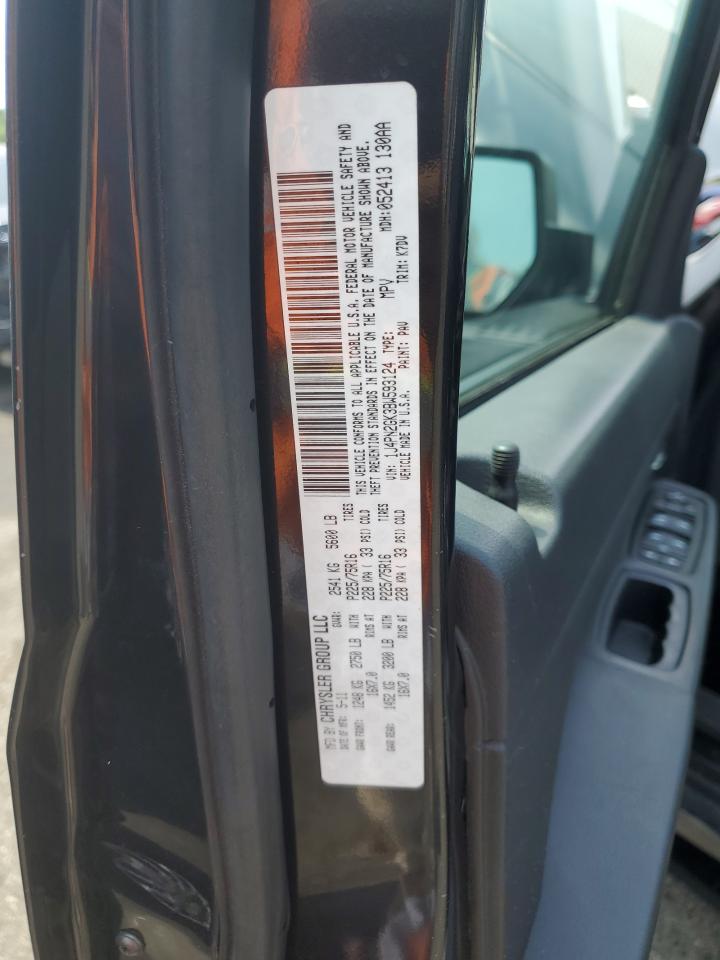 MFD BY CHRYSLER GROUP LLC
DATE OF MFR: 5-11 GVWR: 2541 KG 5600 LB
GAWR FRONT: 1248 KG 2750 LB WITH P225/75R16 TIRES
16X7.0 RIMS AT 228 KPA ( 33 PSI) COLD
GAWR REAR: 1452 KG 3200 LB WITH P225/75R16 TIRES
16X7.0 RIMS AT 228 KPA ( 33 PSI) COLD
THIS VEHICLE CONFORMS TO ALL APPLICABLE U.S.A. FEDERAL MOTOR VEHICLE SAFETY AND
THEFT PREVENTION STANDARDS IN EFFECT ON THE DATE OF MANUFACTURE SHOWN ABOVE.
VIN: 1J4PN2GK3BW593124 TYPE: MPV MDH: 052413 130AA
VEHICLE MADE IN U.S.A. PAINT: PAU TRIM: K7DV